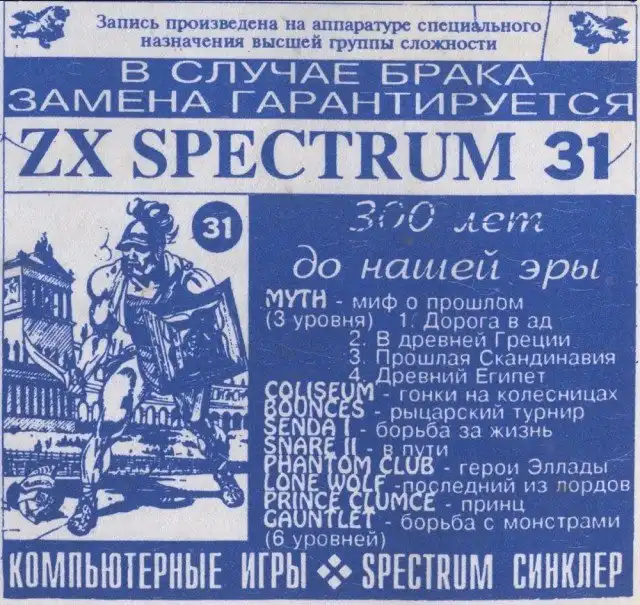 Запись произведена на аппаратуре специального
назначения высшей группы сложности
В СЛУЧАЕ БРАКА
ЗАМЕНА ГАРАНТИРУЕТСЯ
ZX SPECTRUM 31
31
300 лет
до нашей эры
MYTH - миф о прошлом
(3 уровня) 1. Дорога в ад
2. В древней Греции
3. Прошлая Скандинавия
4. Древний Египет
COLISEUM - гонки на колесницах
BOUNCES - рыцарский турнир
SENDA I - борьба за жизнь
SNARE II - в пути
PHANTOM CLUB - герои Эллады
LONE WOLF -последний из лордов
PRINCE CLUMCE - принц
GAUNTLET - борьба с монстрами
(6 уровней)
КОМПЬЮТЕРНЫЕ ИГРЫ SPECTRUM СИНКЛЕР